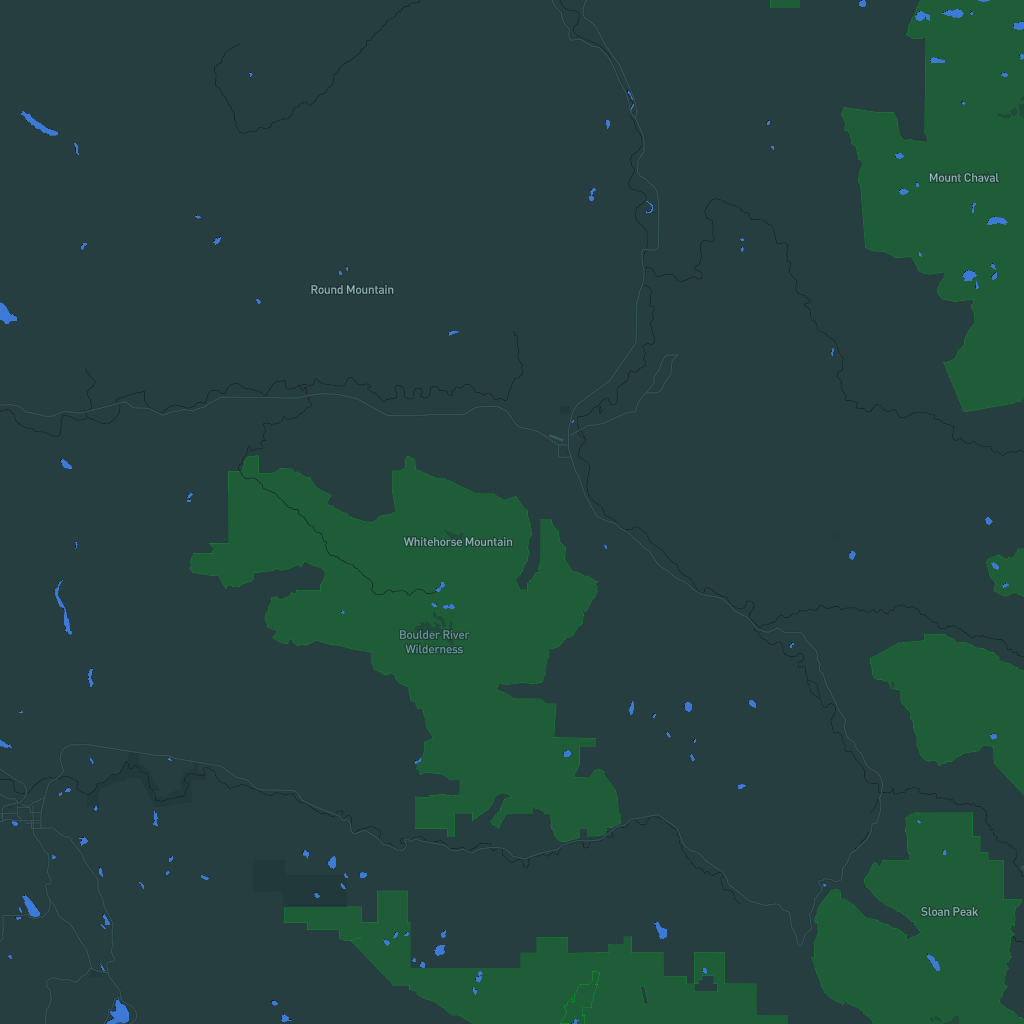 Mount Chaval
Round Mountain
Whitehorse Mountain
Boulder River
Wilderness
Sloan Peak